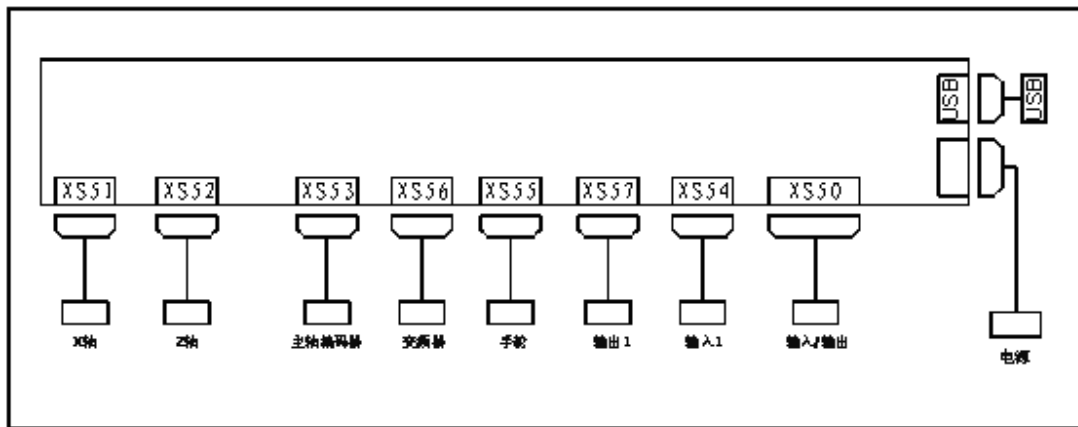 USB
USB
XS51 XS52 XS53 XS56 XS55 XS57 XS54 XS50
X轴 Z轴 主轴编码器 变频器 手轮 输出1 输入1 输入/输出
电源